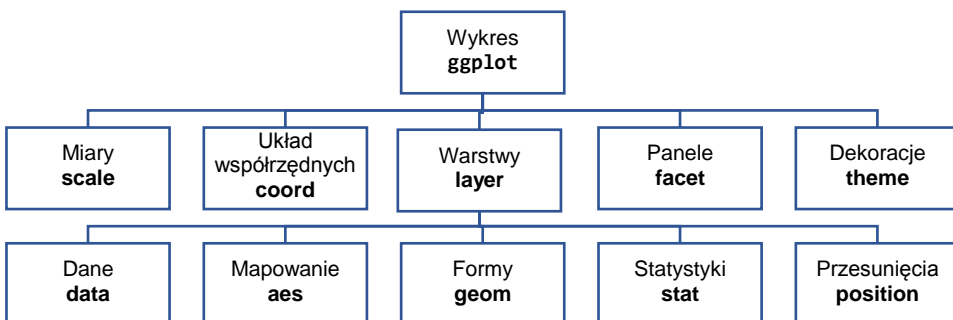 Wykres
ggplot
Miary
scale
Układ
współrzędnych
coord
Warstwy
layer
Panele
facet
Dekoracje
theme
Dane
data
Mapowanie
aes
Formy
geom
Statystyki
stat
Przesunięcia
position